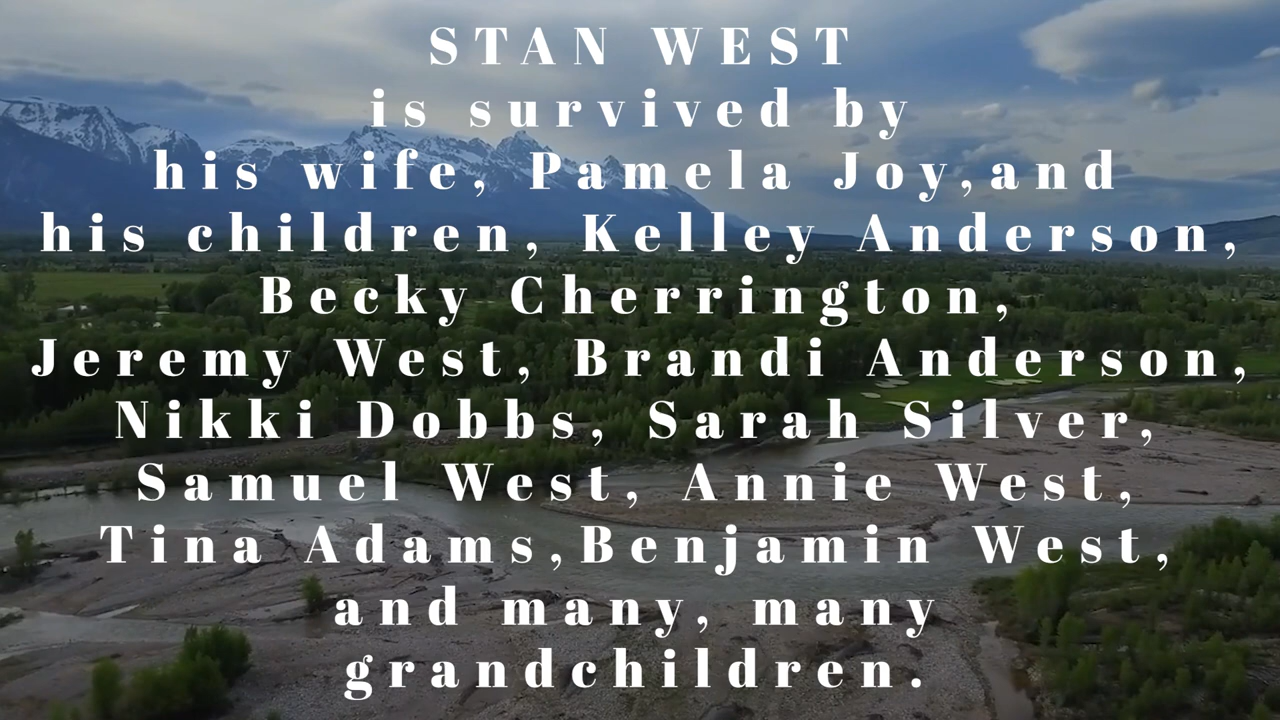 STAN WEST
is survived by
his wife, Pamela Joy,and
his children, Kelley Anderson,
Becky Cherrington,
Jeremy West, Brandi Anderson,
Nikki Dobbs, Sarah Silver,
Samuel West, Annie West,
Tina Adams,Benjamin West,
and many, many
grandchildren.